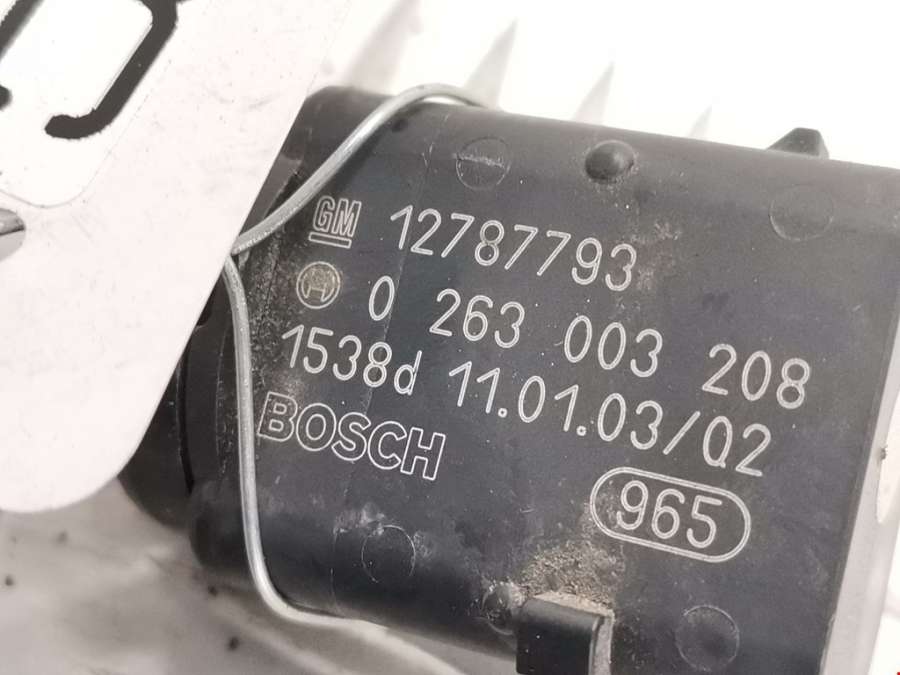 GM 12787793
0 263 003 208
1538d 11.01.03/02
BOSCH
965